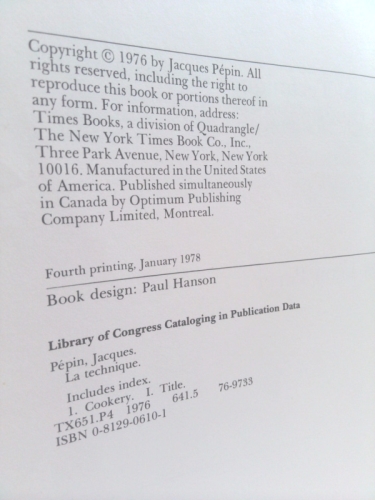 Copyright © 1976 by Jacques Pépin. All
rights reserved, including the right to
reproduce this book or portions thereof in
any form. For information, address:
Times Books, a division of Quadrangle/
The New York Times Book Co., Inc.,
Three Park Avenue, New York, New York
10016. Manufactured in the United States
of America. Published simultaneously
in Canada by Optimum Publishing
Company Limited, Montreal.
Fourth printing, January 1978
Book design: Paul Hanson
Library of Congress Cataloging in Publication Data
Pépin, Jacques.
La technique.
Includes index.
1. Cookery. I. Title.
TX651.P4 1976 641.5 76-9733
ISBN 0-8129-0610-1